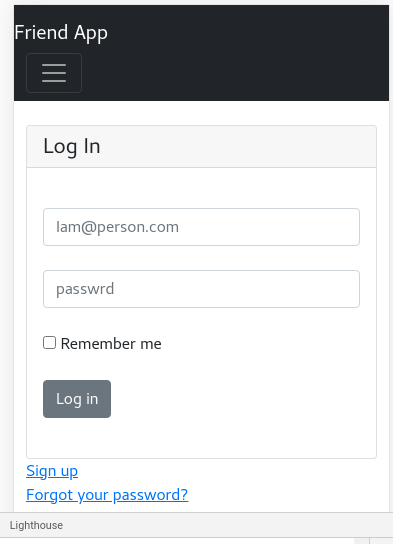 Friend App
Log In
Iam@person.com
passwrd
Remember me
Log in
Sign up
Forgot your password?
Lighthouse